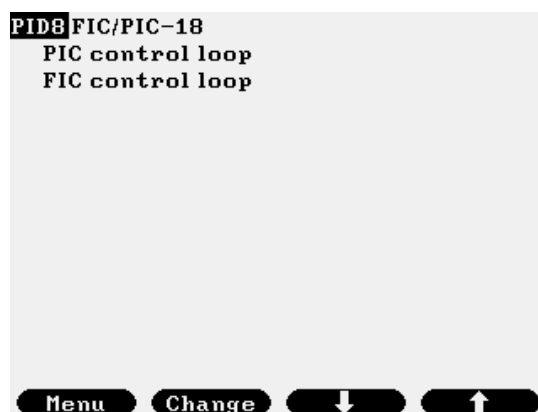 PID8 FIC/PIC-18
PIC control loop
FIC control loop
Menu Change ↓ ↑